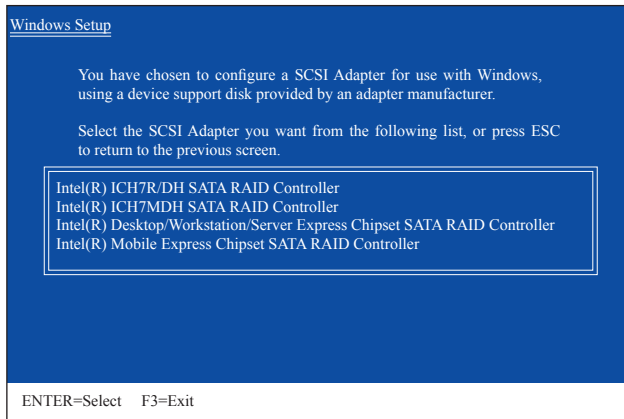 Windows Setup
You have chosen to configure a SCSI Adapter for use with Windows,
using a device support disk provided by an adapter manufacturer.
Select the SCSI Adapter you want from the following list, or press ESC
to return to the previous screen.
Intel(R) ICH7R/DH SATA RAID Controller
Intel(R) ICH7MDH SATA RAID Controller
Intel(R) Desktop/Workstation/Server Express Chipset SATA RAID Controller
Intel(R) Mobile Express Chipset SATA RAID Controller
ENTER=Select F3=Exit